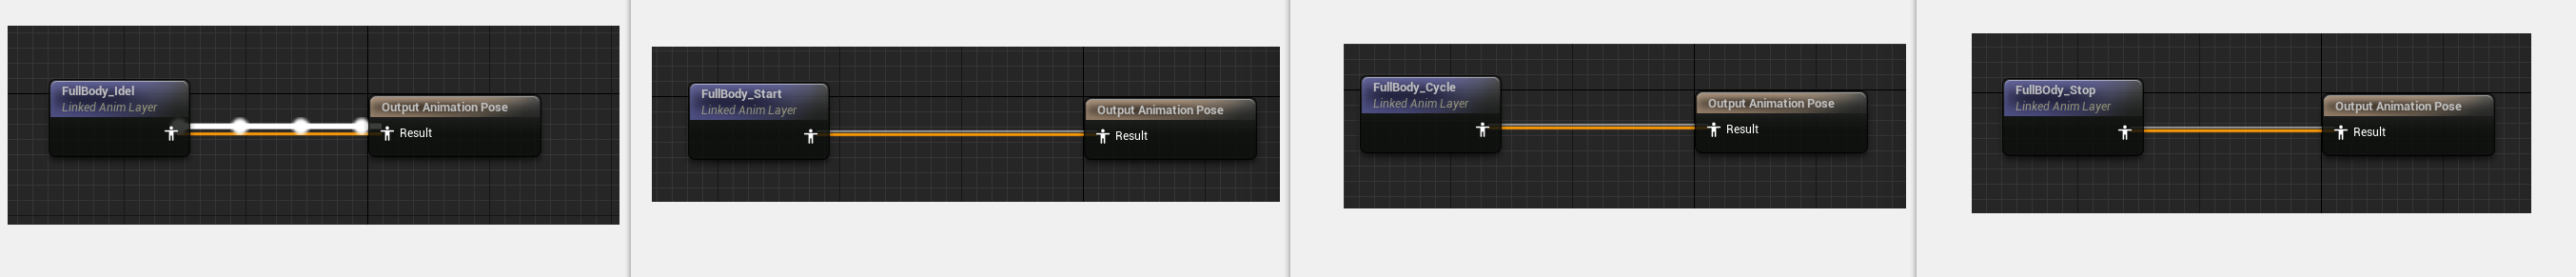 FullBody_Idel
Linked Anim Layer
Output Animation Pose
Result
FullBody_Start
Linked Anim Layer
Output Animation Pose
Result
FullBody_Cycle
Linked Anim Layer
Output Animation Pose
Result
FullBOdy_Stop
Linked Anim Layer
Output Animation Pose
Result